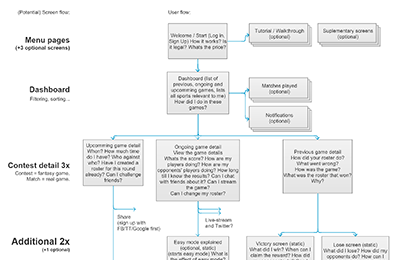 (Potential) Screen flow:
User flow:
Menu pages
(+3 optional screens)
Welcome / Start (Log in,
Sign Up) How it works? Is
it legal? Whats the price?
Tutorial / Walkthrough
(optional)
Suplementary screens
(optional)
Dashboard
Filtering, sorting...
Dashboard (list of
previous, ongoing and
upcoming games, lists
all sports relevant to me)
How did I do in these
games?
Matches played
(optional)
Notifications
(optional)
Contest detail 3x
Contest = fantasy game.
Match = real game.
Upcomming game detail
When? How much time
do i have? Who against
who? Have I created a
roster for this round
already? Can I challenge
friends?
Ongoing game detail
View the game details
Whats the score? How are my
players doing? How are my
opponents' players doing? How long
till I know the results? Can I chat
with friends about it? Can I stream
the game?
Can I change my roster?
Previous game detail
How did your roster do?
What went wrong?
How was the game?
What was the roster that won?
Why?
Share
(sign up with
FB/TT/Google first)
Live-stream
and Twitter?
Additional 2x
(+1 optional)
Easy mode explained
(optional, static)
(starts easy mode) What is
the effect of easy mode?
Victory screen (static)
What did I win? When can I
claim the reward? How did
Lose screen (static)
What did I lose? How did my
opponents do? How can I